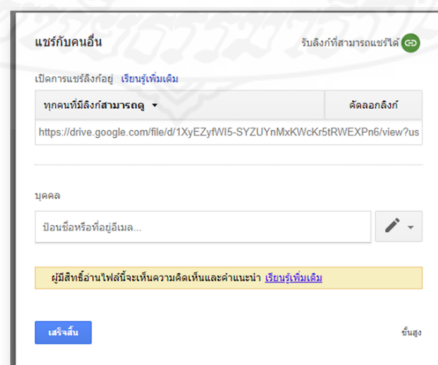 แชร์กับคนอื่น
รับลิงก์ที่สามารถแชร์ได้
เปิดการแชร์ลิงก์อยู่ เรียนรู้เพิ่มเติม
ทุกคนที่มีลิงก์สามารถดู คัดลอกลิงก์
https://drive.google.com/file/d/1XyEZyfWI5-SYZUYnMxKWcKr5tRWEXPn6/view?us
บุคคล
ป้อนชื่อหรือที่อยู่อีเมล...
ผู้มีสิทธิ์อ่านไฟล์นี้จะเห็นความคิดเห็นและคำแนะนำ เรียนรู้เพิ่มเติม
เสร็จสิ้น
ขั้นสูง